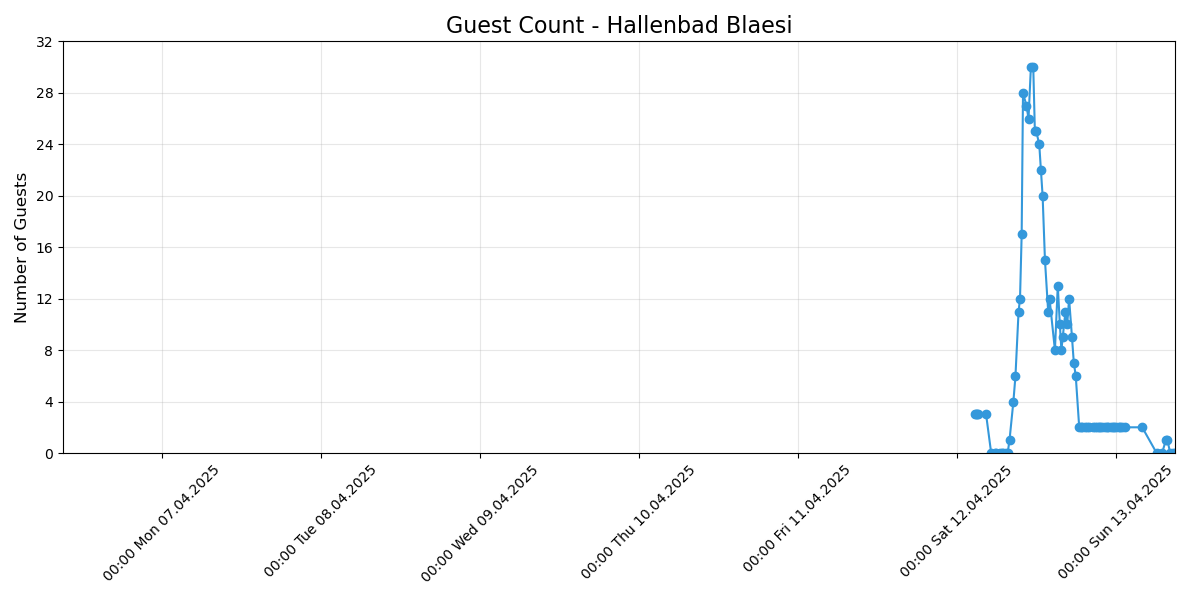 Guest Count - Hallenbad Blaesi
Number of Guests
32
28
24
20
16
12
8
4
0
00:00 Mon 07.04.2025
00:00 Tue 08.04.2025
00:00 Wed 09.04.2025
00:00 Thu 10.04.2025
00:00 Fri 11.04.2025
00:00 Sat 12.04.2025
00:00 Sun 13.04.2025